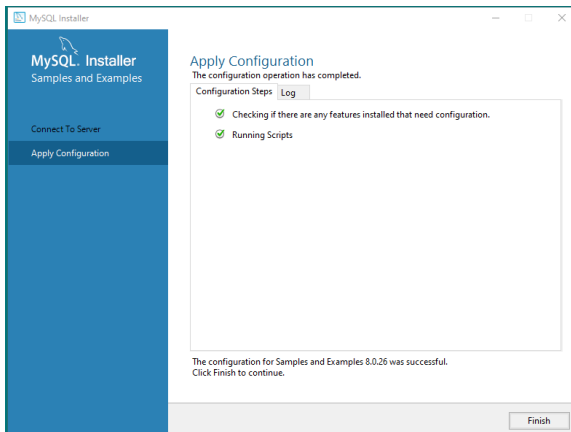 MySQL Installer
MySQL. Installer
Samples and Examples
Connect To Server
Apply Configuration
Apply Configuration
The configuration operation has completed.
Configuration Steps Log
Checking if there are any features installed that need configuration.
Running Scripts
The configuration for Samples and Examples 8.0.26 was successful.
Click Finish to continue.
Finish